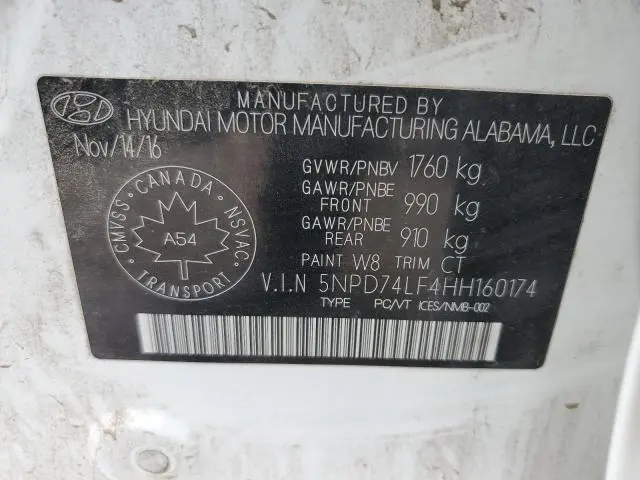 MANUFACTURED BY
HYUNDAI MOTOR MANUFACTURING ALABAMA, LLC
Nov/14/16
GVWR/PNBV 1760 kg
GAWR/PNBE FRONT 990 kg
GAWR/PNBE REAR 910 kg
PAINT W8 TRIM CT
CANADA
CMVSS
NSVAC
A54
TRANSPORT
V.I.N 5NPD74LF4HH160174
TYPE PC/VT ICES/NMB-002